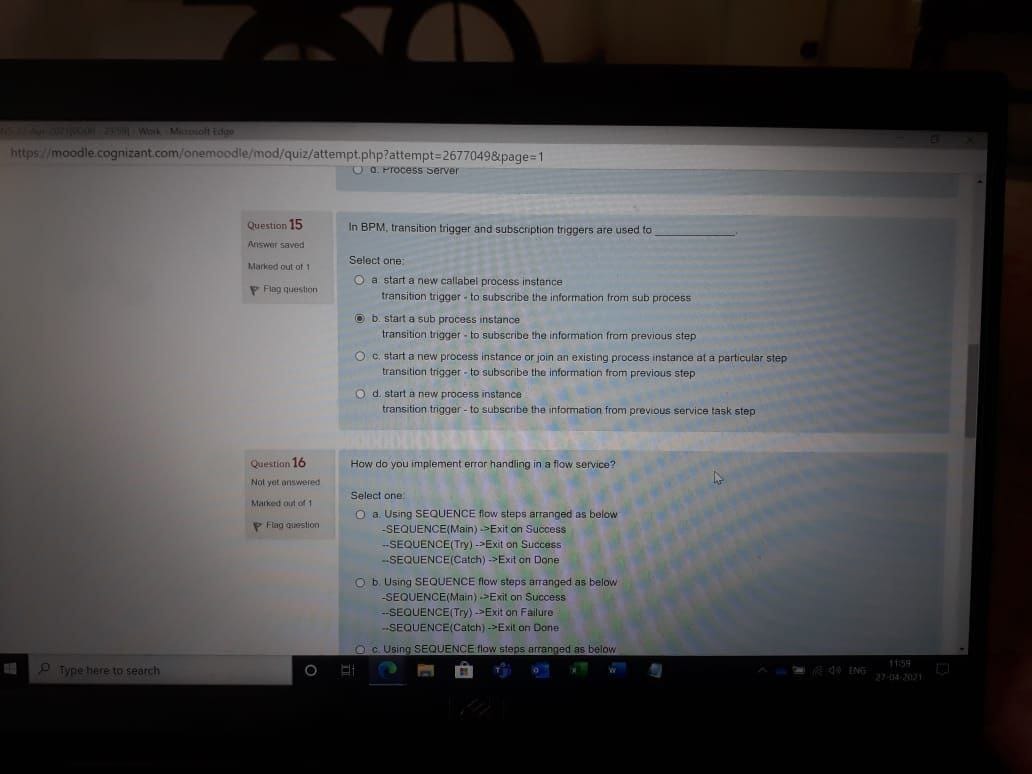 Work - Microsoft Edge
https://moodle.cognizant.com/onemoodle/mod/quiz/attempt.php?attempt=2677049&page=1
d. Process Server
Question 15
Answer saved
Marked out of 1
Flag question
In BPM, transition trigger and subscription triggers are used to ______________.
Select one:
a. start a new callabel process instance
transition trigger - to subscribe the information from sub process
b. start a sub process instance
transition trigger - to subscribe the information from previous step
c. start a new process instance or join an existing process instance at a particular step
transition trigger - to subscribe the information from previous step
d. start a new process instance
transition trigger - to subscribe the information from previous service task step
Question 16
Not yet answered
Marked out of 1
Flag question
How do you implement error handling in a flow service?
Select one:
a. Using SEQUENCE flow steps arranged as below
-SEQUENCE(Main) ->Exit on Success
--SEQUENCE(Try) ->Exit on Success
--SEQUENCE(Catch) ->Exit on Done
b. Using SEQUENCE flow steps arranged as below
-SEQUENCE(Main) ->Exit on Success
--SEQUENCE(Try) ->Exit on Failure
--SEQUENCE(Catch) ->Exit on Done
c. Using SEQUENCE flow steps arranged as below
Type here to search
ENG
11:59
27-04-2021